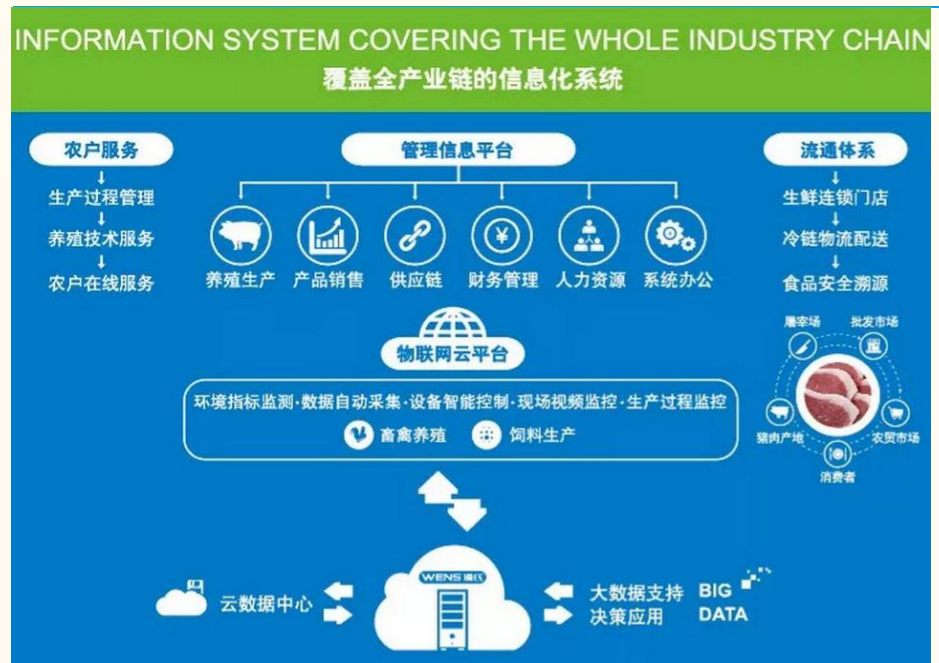 INFORMATION SYSTEM COVERING THE WHOLE INDUSTRY CHAIN
覆盖全产业链的信息化系统
农户服务
生产过程管理
养殖技术服务
农户在线服务
管理信息平台
养殖生产
产品销售
供应链
财务管理
人力资源
系统办公
流通体系
生鲜连锁门店
冷链物流配送
食品安全溯源
屠宰场
批发市场
猪肉产地
农贸市场
消费者
物联网云平台
环境指标监测·数据自动采集·设备智能控制·现场视频监控·生产过程监控
畜禽养殖
饲料生产
云数据中心
WENS 温氏
大数据支持
决策应用
BIG
DATA